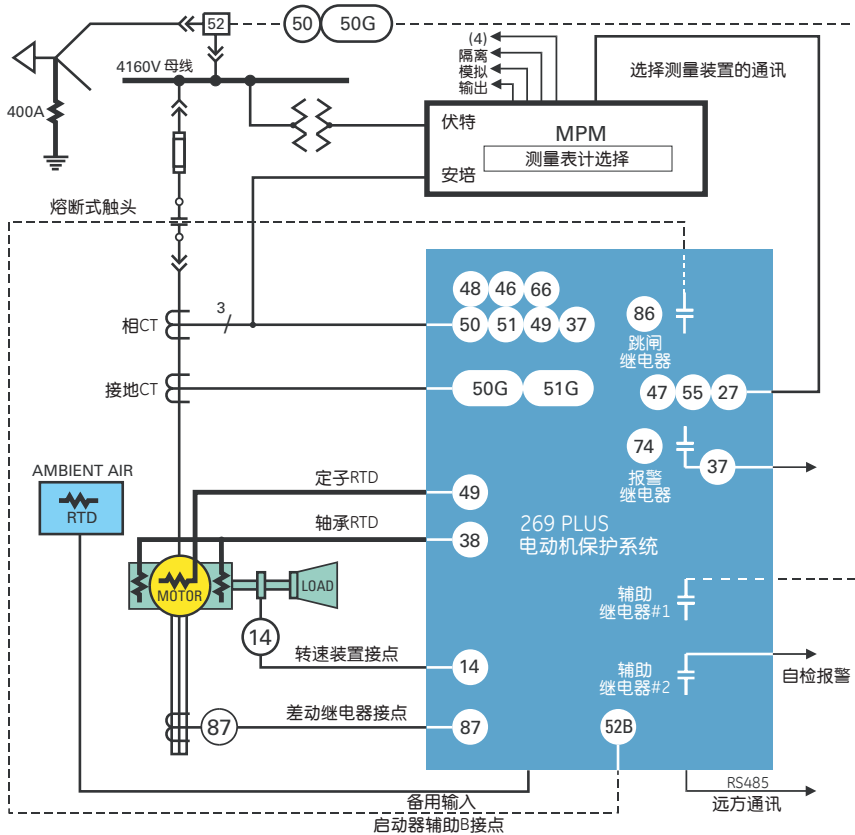 52
50
50G
(4)
隔离
模拟
输出
4160V 母线
选择测量装置的通讯
400A
伏特
MPM
测量表计选择
安培
熔断式触头
48
46
66
86
3
相CT
50
51
49
37
跳闸
继电器
接地CT
50G
51G
47
55
27
74
37
报警
继电器
AMBIENT AIR
RTD
定子RTD
49
轴承RTD
38
269 PLUS
电动机保护系统
MOTOR
LOAD
辅助
继电器#1
14
转速装置接点
14
辅助
继电器#2
自检报警
差动继电器接点
87
87
52B
RS485
远方通讯
备用输入
启动器辅助B接点